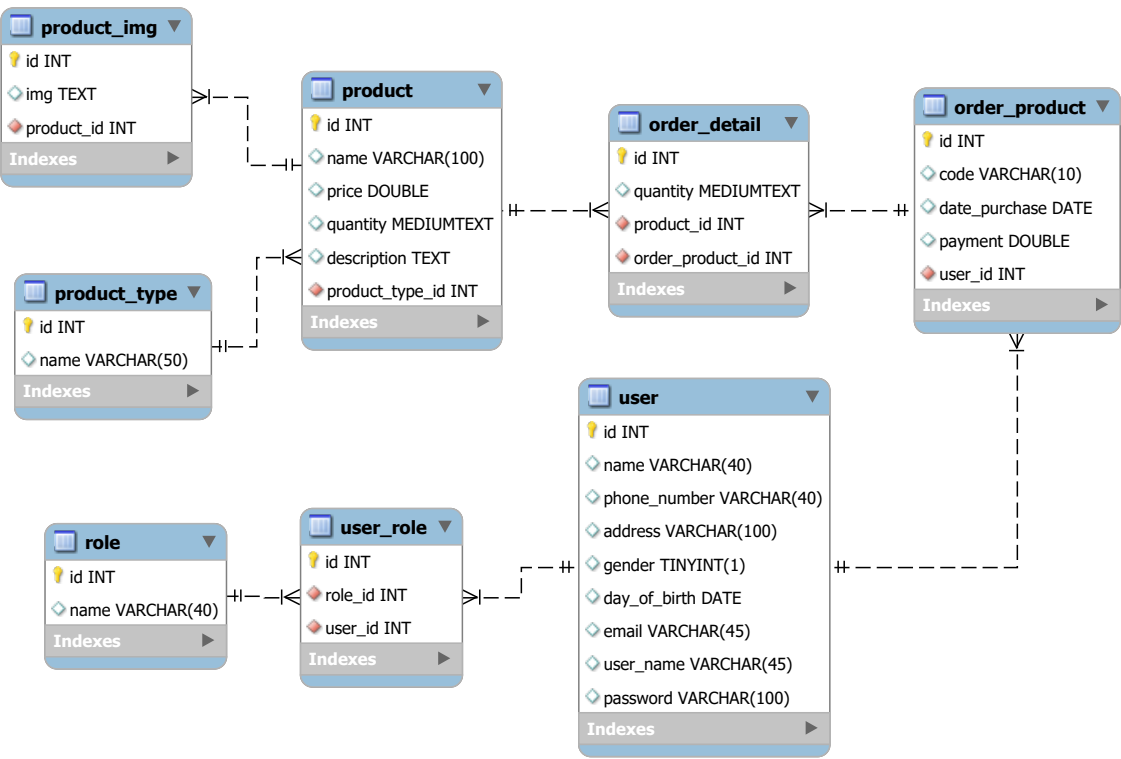 product_img
id INT
img TEXT
product_id INT
Indexes
product
id INT
name VARCHAR(100)
price DOUBLE
quantity MEDIUMTEXT
description TEXT
product_type_id INT
Indexes
order_detail
id INT
quantity MEDIUMTEXT
product_id INT
order_product_id INT
Indexes
order_product
id INT
code VARCHAR(10)
date_purchase DATE
payment DOUBLE
user_id INT
Indexes
product_type
id INT
name VARCHAR(50)
Indexes
user
id INT
name VARCHAR(40)
phone_number VARCHAR(40)
address VARCHAR(100)
gender TINYINT(1)
day_of_birth DATE
email VARCHAR(45)
user_name VARCHAR(45)
password VARCHAR(100)
Indexes
role
id INT
name VARCHAR(40)
Indexes
user_role
id INT
role_id INT
user_id INT
Indexes